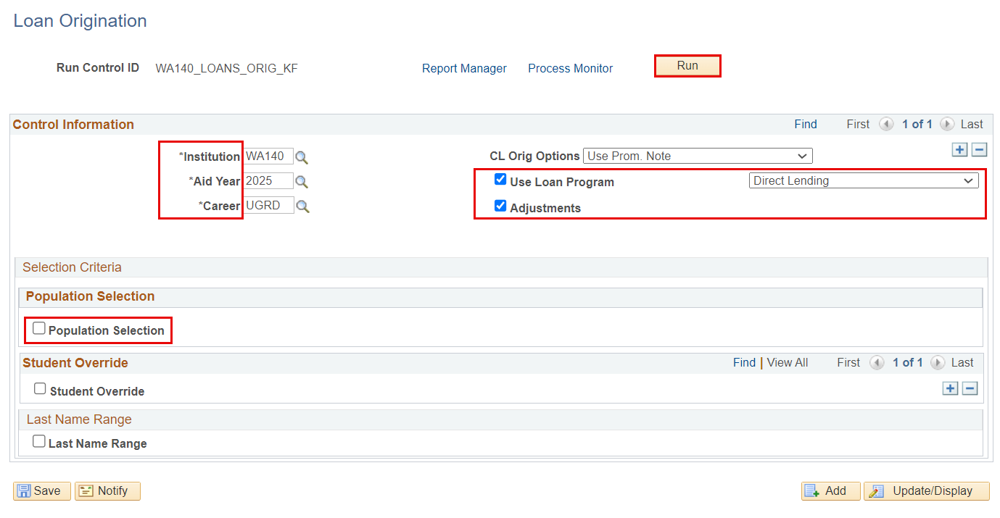 Loan Origination
Run Control ID WA140_LOANS_ORIG_KF Report Manager Process Monitor Run
Control Information Find First 1 of 1 Last
*Institution WA140 CL Orig Options Use Prom. Note
*Aid Year 2025 Use Loan Program Direct Lending
*Career UGRD Adjustments
Selection Criteria
Population Selection
Population Selection
Student Override Find | View All First 1 of 1 Last
Student Override
Last Name Range
Last Name Range
Save Notify Add Update/Display